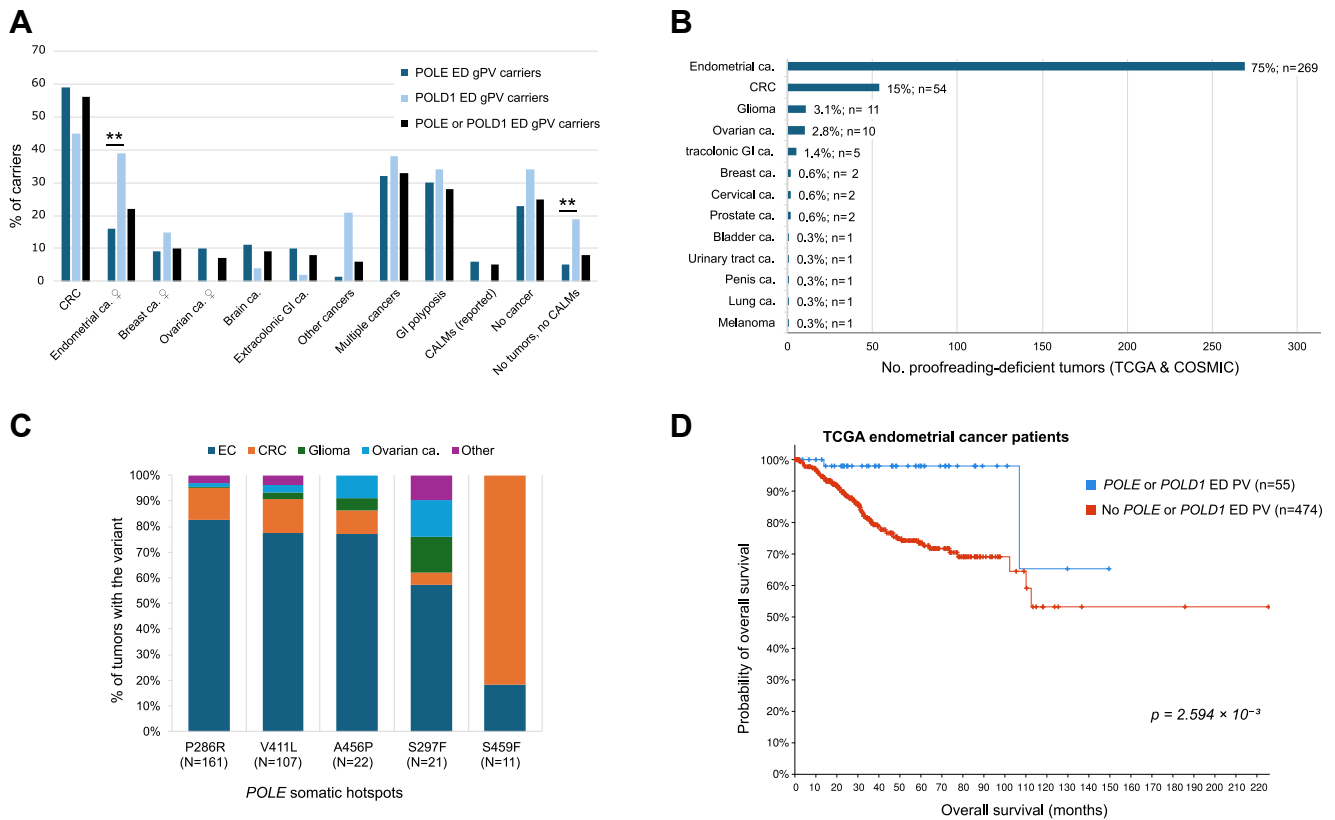 A
70
60
50
40
30
20
10
0
% of carriers
POLE ED gPV carriers
POLD1 ED gPV carriers
POLE or POLD1 ED gPV carriers
**
**
CRC
Endometrial ca. ♀
Breast ca. ♀
Ovarian ca. ♀
Brain ca.
Extracolonic GI ca.
Other cancers
Multiple cancers
GI polyposis
CALMs (reported)
No cancer
No tumors, no CALMs
B
Endometrial ca.
75%; n=269
CRC
15%; n=54
Glioma
3.1%; n= 11
Ovarian ca.
2.8%; n=10
tracolonic GI ca.
1.4%; n=5
Breast ca.
0.6%; n= 2
Cervical ca.
0.6%; n=2
Prostate ca.
0.6%; n=2
Bladder ca.
0.3%; n=1
Urinary tract ca.
0.3%; n=1
Penis ca.
0.3%; n=1
Lung ca.
0.3%; n=1
Melanoma
0.3%; n=1
0 50 100 150 200 250 300
No. proofreading-deficient tumors (TCGA & COSMIC)
C
EC CRC Glioma Ovarian ca. Other
100%
90%
80%
70%
60%
50%
40%
30%
20%
10%
0%
% of tumors with the variant
P286R V411L A456P S297F S459F
(N=161) (N=107) (N=22) (N=21) (N=11)
POLE somatic hotspots
D
TCGA endometrial cancer patients
100%
90%
80%
70%
60%
50%
40%
30%
20%
10%
0%
Probability of overall survival
POLE or POLD1 ED PV (n=55)
No POLE or POLD1 ED PV (n=474)
p = 2.594 × 10⁻³
0 10 20 30 40 50 60 70 80 90 100 110 120 130 140 150 160 170 180 190 200 210 220
Overall survival (months)